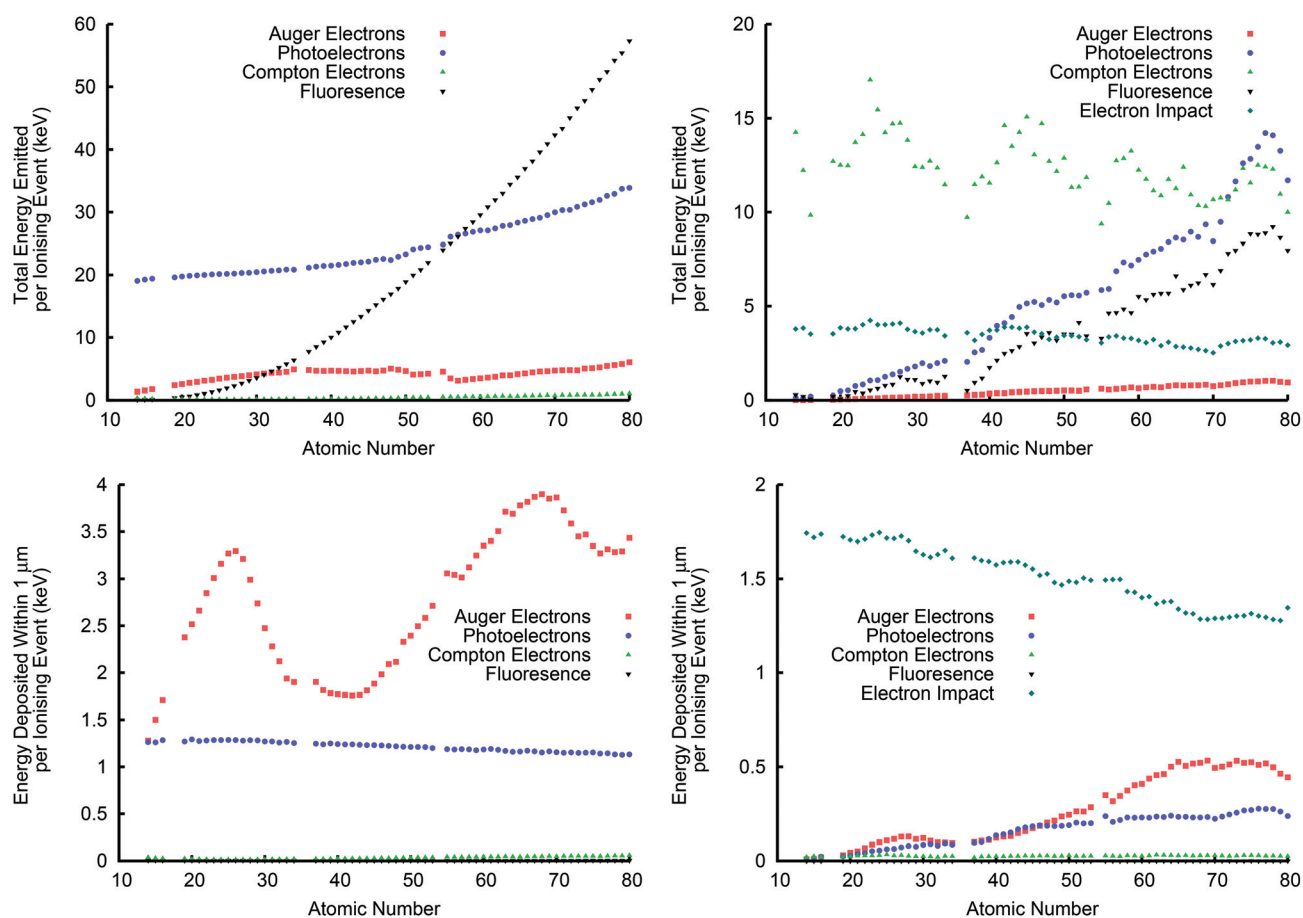 60
50
40
30
20
10
0
10 20 30 40 50 60 70 80
Total Energy Emitted
per Ionising Event (keV)
Atomic Number
Auger Electrons
Photoelectrons
Compton Electrons
Fluoresence
20
15
10
5
0
10 20 30 40 50 60 70 80
Total Energy Emitted
per Ionising Event (keV)
Atomic Number
Auger Electrons
Photoelectrons
Compton Electrons
Fluoresence
Electron Impact
4
3.5
3
2.5
2
1.5
1
0.5
0
10 20 30 40 50 60 70 80
Energy Deposited Within 1 μm
per Ionising Event (keV)
Atomic Number
Auger Electrons
Photoelectrons
Compton Electrons
Fluoresence
2
1.5
1
0.5
0
10 20 30 40 50 60 70 80
Energy Deposited Within 1 μm
per Ionising Event (keV)
Atomic Number
Auger Electrons
Photoelectrons
Compton Electrons
Fluoresence
Electron Impact